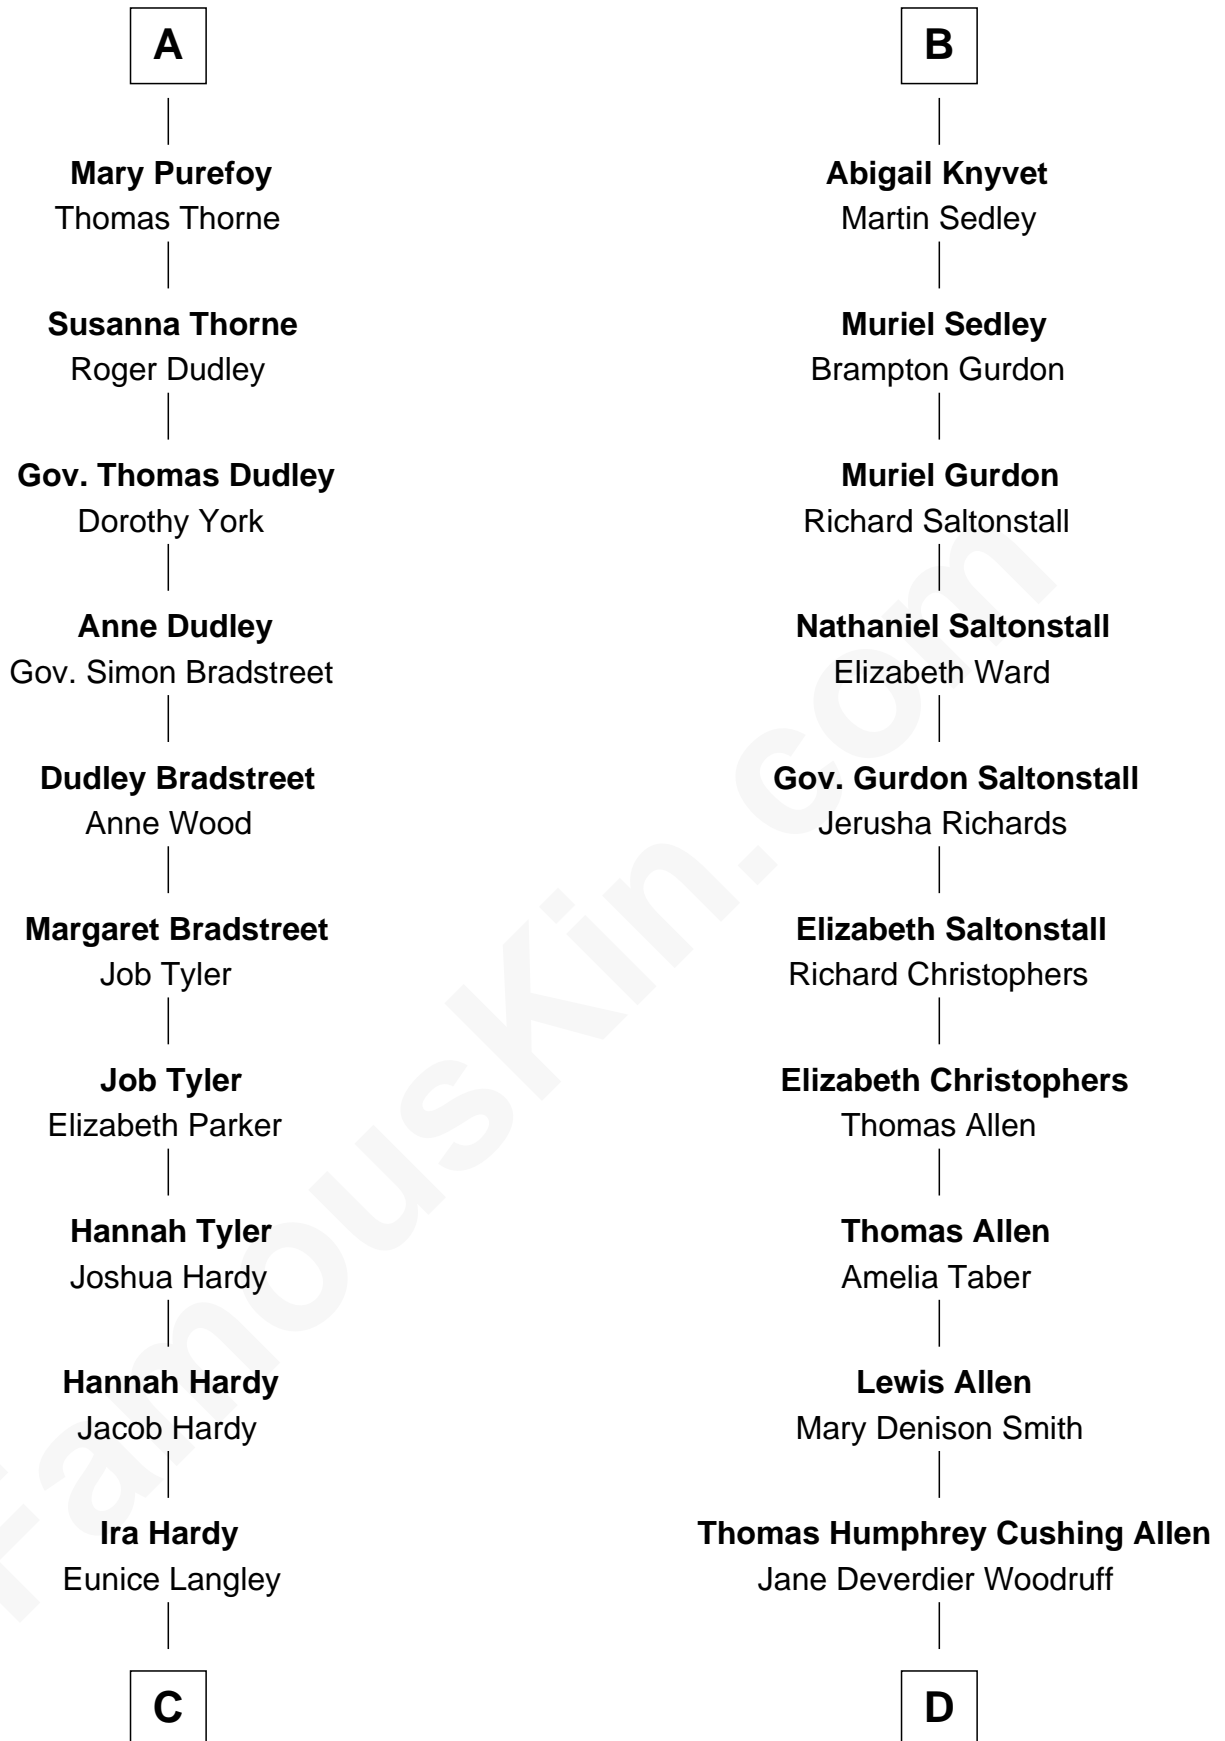 A
Mary Purefoy
Thomas Thorne
Susanna Thorne
Roger Dudley
Gov. Thomas Dudley
Dorothy York
Anne Dudley
Gov. Simon Bradstreet
Dudley Bradstreet
Anne Wood
Margaret Bradstreet
Job Tyler
Job Tyler
Elizabeth Parker
Hannah Tyler
Joshua Hardy
Hannah Hardy
Jacob Hardy
Ira Hardy
Eunice Langley
C
B
Abigail Knyvet
Martin Sedley
Muriel Sedley
Brampton Gurdon
Muriel Gurdon
Richard Saltonstall
Nathaniel Saltonstall
Elizabeth Ward
Gov. Gurdon Saltonstall
Jerusha Richards
Elizabeth Saltonstall
Richard Christophers
Elizabeth Christophers
Thomas Allen
Thomas Allen
Amelia Taber
Lewis Allen
Mary Denison Smith
Thomas Humphrey Cushing Allen
Jane Deverdier Woodruff
D
FamousKin.com